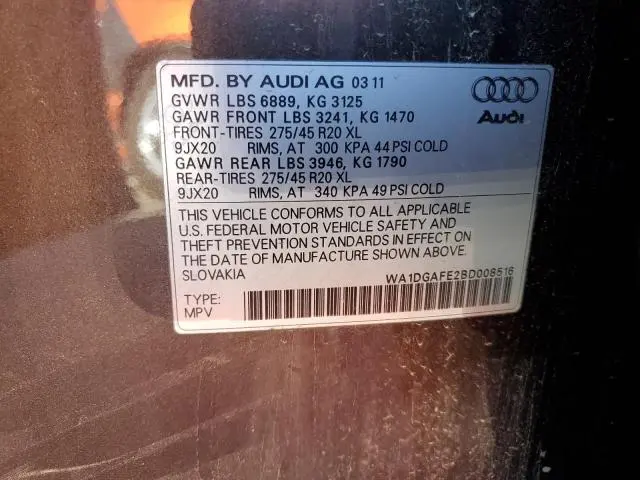 MFD. BY AUDI AG 03 11
GVWR LBS 6889, KG 3125
GAWR FRONT LBS 3241, KG 1470
FRONT-TIRES 275/45 R20 XL
9JX20 RIMS, AT 300 KPA 44 PSI COLD
GAWR REAR LBS 3946, KG 1790
REAR-TIRES 275/45 R20 XL
9JX20 RIMS, AT 340 KPA 49 PSI COLD
Audi
THIS VEHICLE CONFORMS TO ALL APPLICABLE
U.S. FEDERAL MOTOR VEHICLE SAFETY AND
THEFT PREVENTION STANDARDS IN EFFECT ON
THE DATE OF MANUFACTURE SHOWN ABOVE.
SLOVAKIA
WA1DGAFE2BD008516
TYPE:
MPV